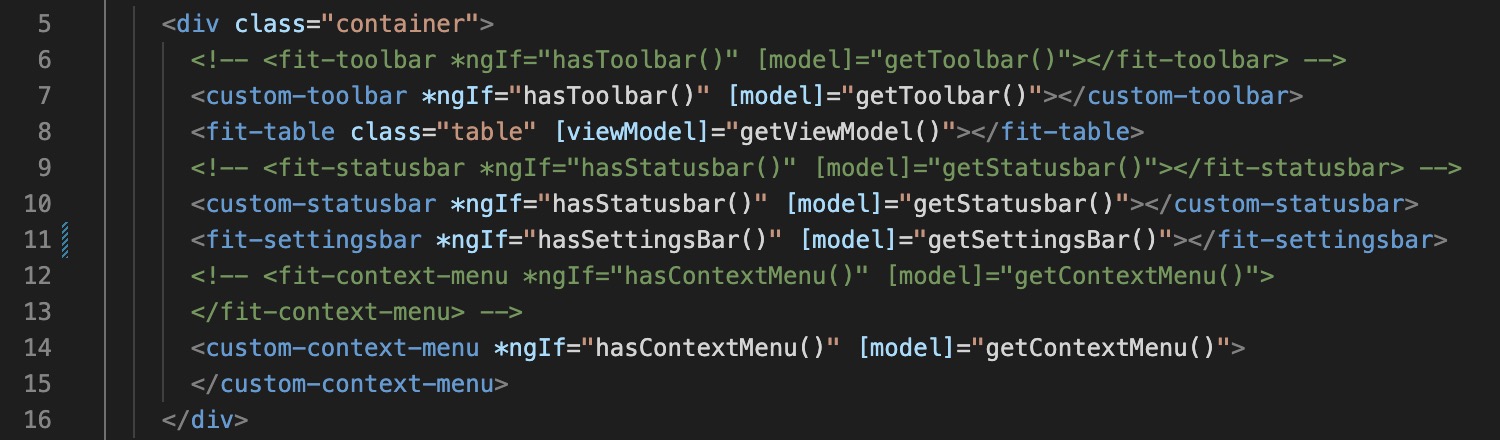 5 <div class="container">
6 <!-- <fit-toolbar *ngIf="hasToolbar()" [model]="getToolbar()"></fit-toolbar> -->
7 <custom-toolbar *ngIf="hasToolbar()" [model]="getToolbar()"></custom-toolbar>
8 <fit-table class="table" [viewModel]="getViewModel()"></fit-table>
9 <!-- <fit-statusbar *ngIf="hasStatusbar()" [model]="getStatusbar()"></fit-statusbar> -->
10 <custom-statusbar *ngIf="hasStatusbar()" [model]="getStatusbar()"></custom-statusbar>
11 <fit-settingsbar *ngIf="hasSettingsBar()" [model]="getSettingsBar()"></fit-settingsbar>
12 <!-- <fit-context-menu *ngIf="hasContextMenu()" [model]="getContextMenu()">
13 </fit-context-menu> -->
14 <custom-context-menu *ngIf="hasContextMenu()" [model]="getContextMenu()">
15 </custom-context-menu>
16 </div>